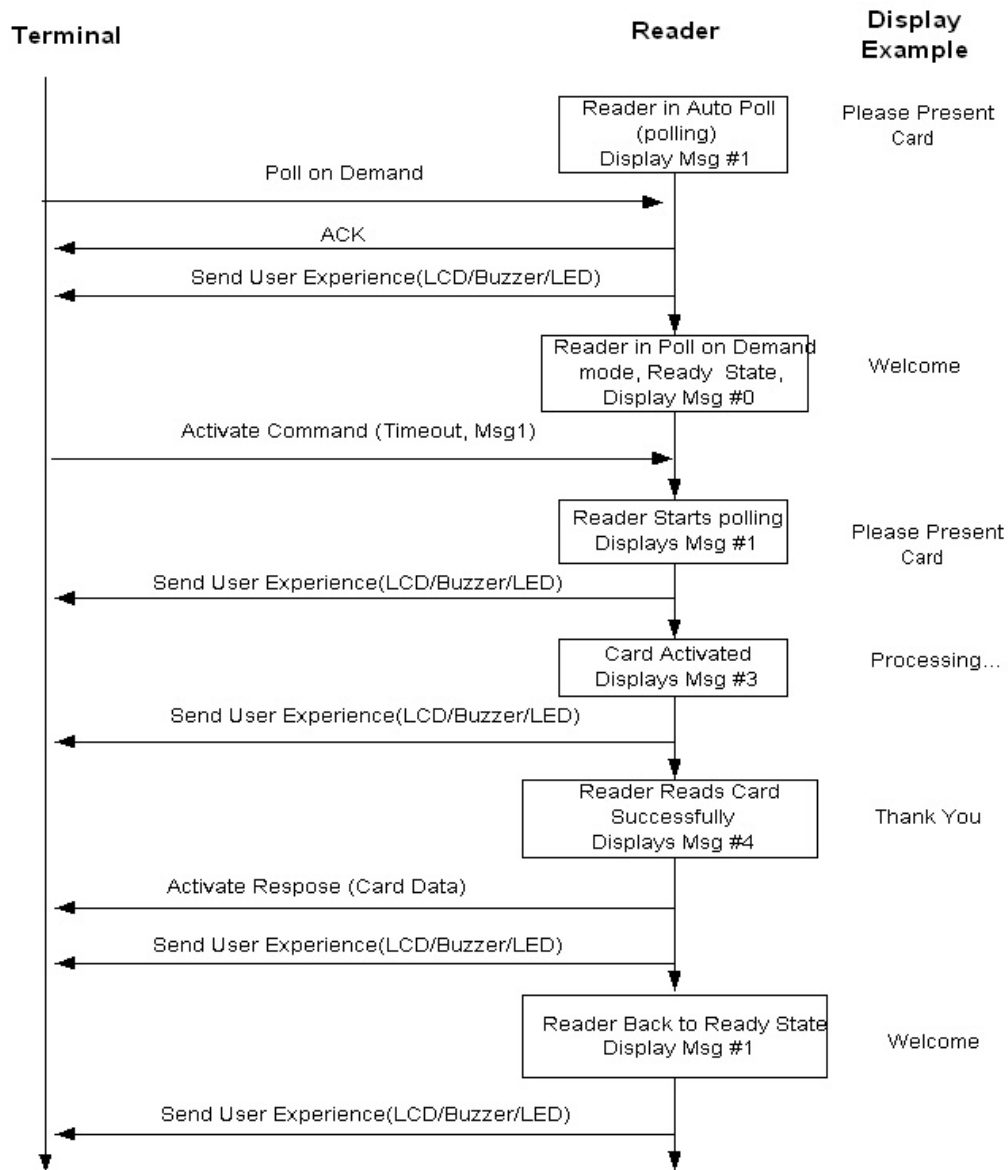 Terminal
Reader
Display
Example
Reader in Auto Poll
(polling)
Display Msg #1
Please Present
Card
Poll on Demand
ACK
Send User Experience(LCD/Buzzer/LED)
Reader in Poll on Demand
mode, Ready State,
Display Msg #0
Welcome
Activate Command (Timeout, Msg1)
Reader Starts polling
Displays Msg #1
Please Present
Card
Send User Experience(LCD/Buzzer/LED)
Card Activated
Displays Msg #3
Processing...
Send User Experience(LCD/Buzzer/LED)
Reader Reads Card
Successfully
Displays Msg #4
Thank You
Activate Respose (Card Data)
Send User Experience(LCD/Buzzer/LED)
Reader Back to Ready State
Display Msg #1
Welcome
Send User Experience(LCD/Buzzer/LED)